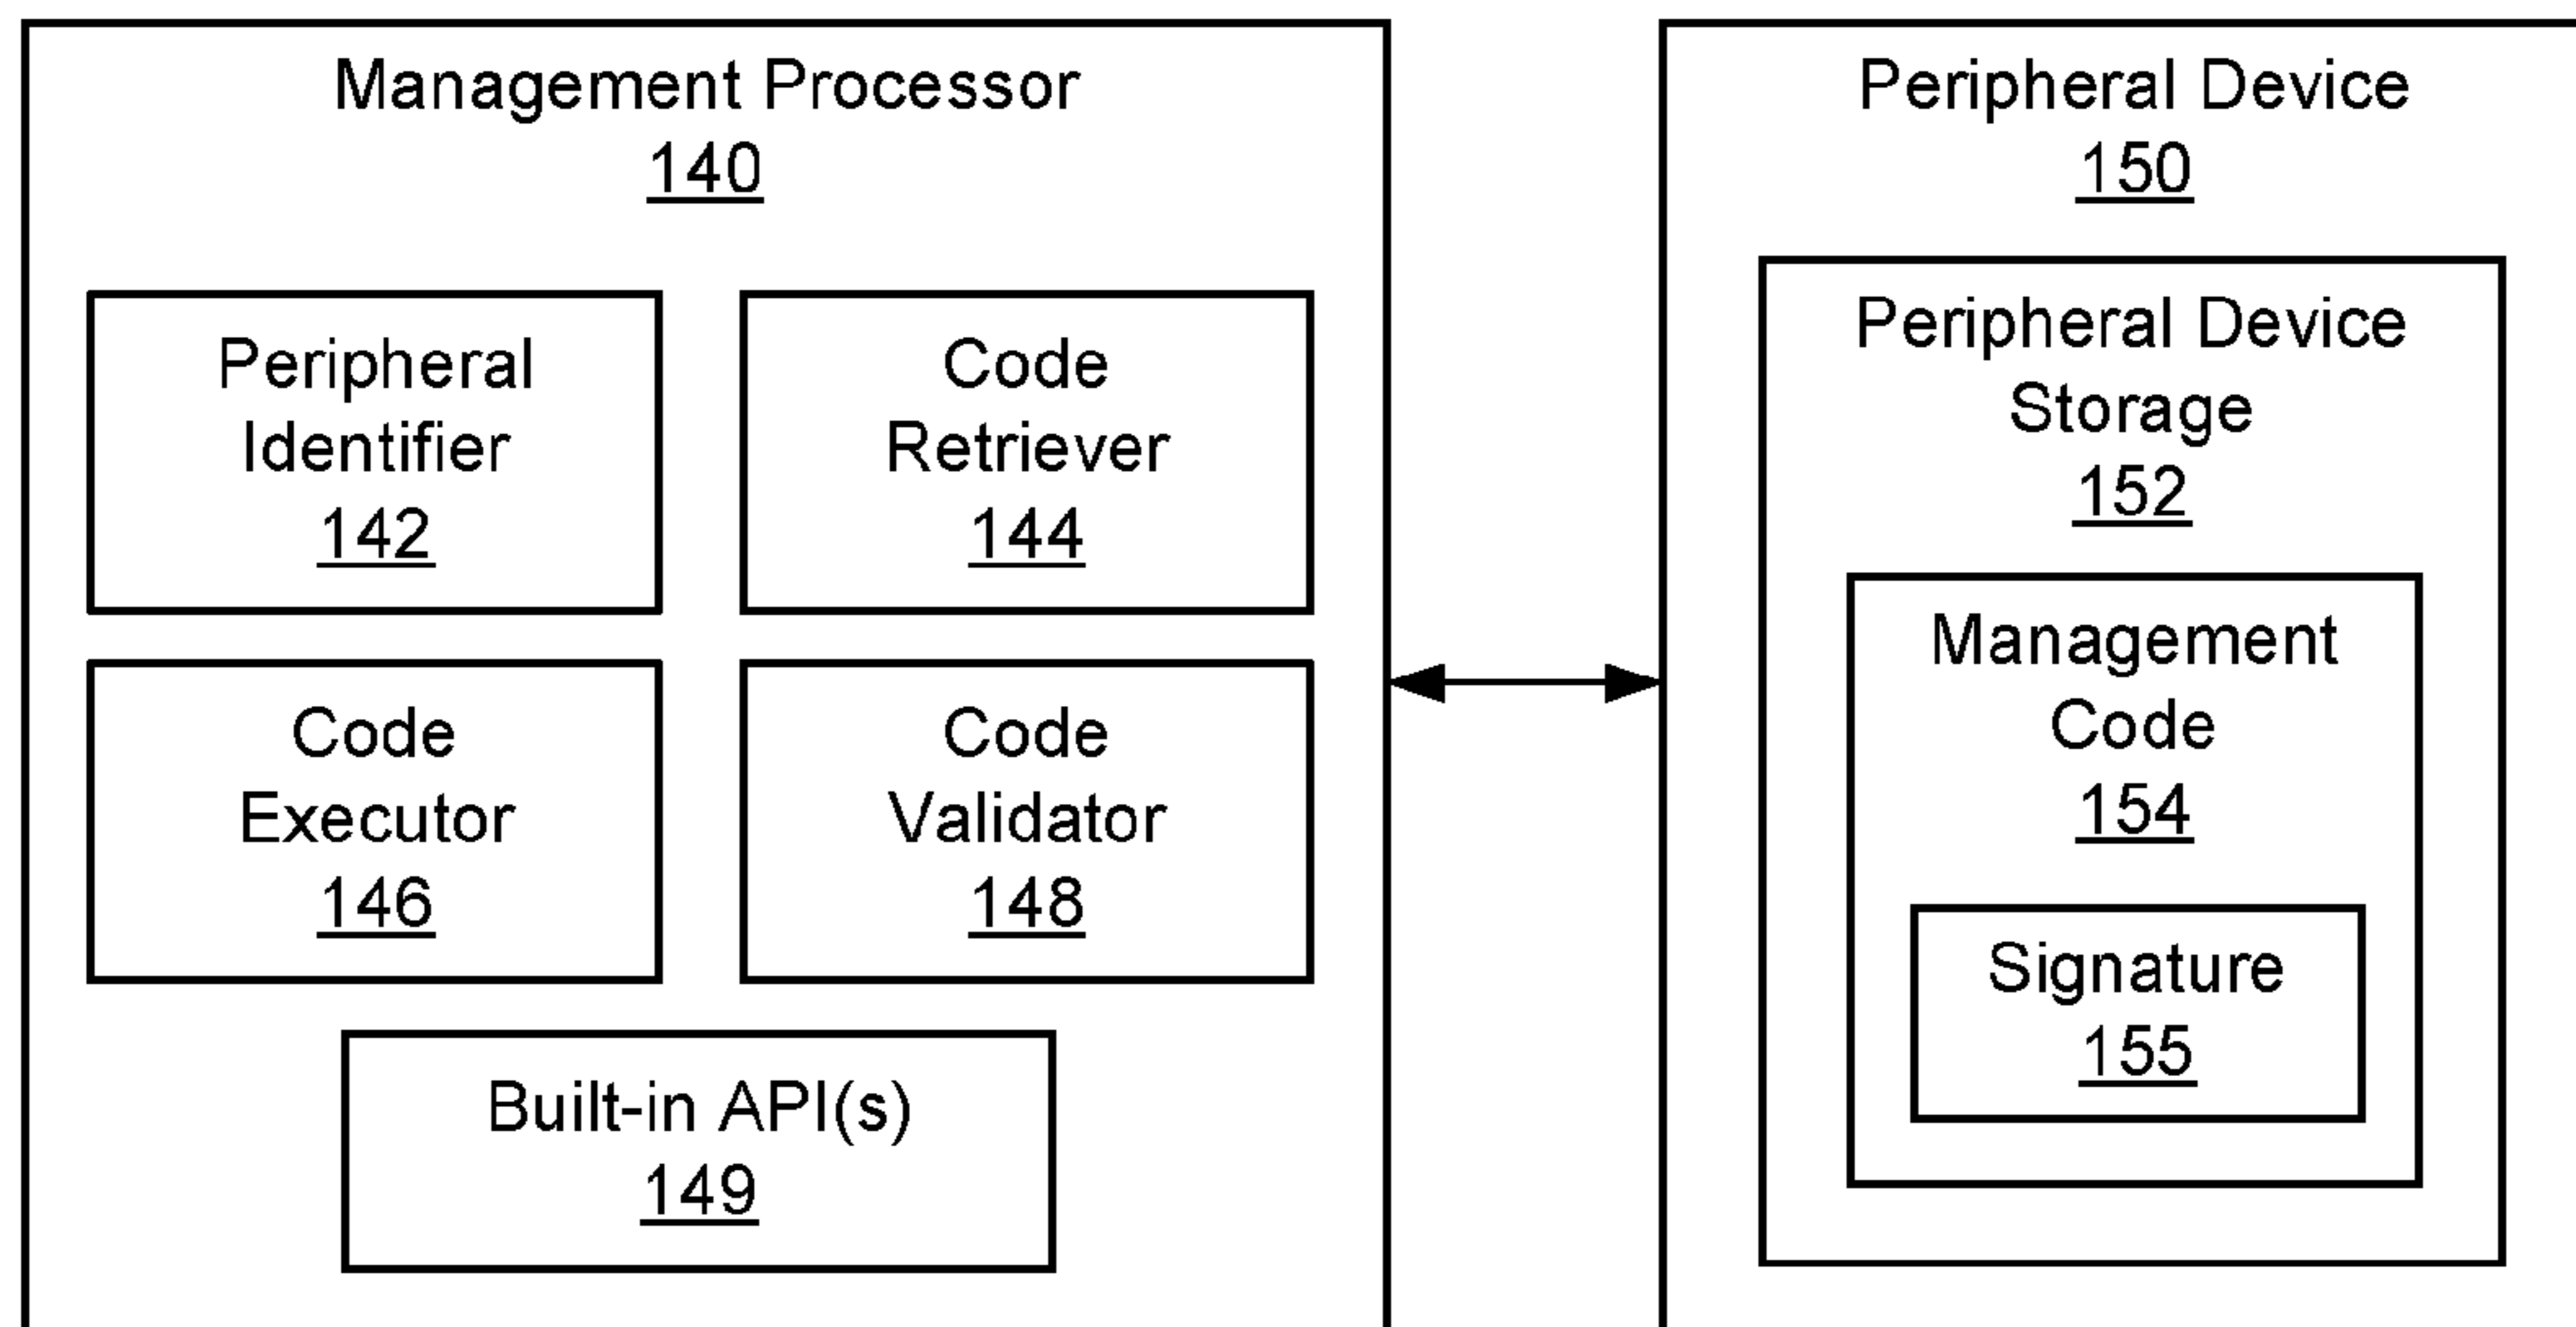 Management Processor
140
Peripheral
Identifier
142
Code
Retriever
144
Code
Executor
146
Code
Validator
148
Built-in API(s)
149
Peripheral Device
150
Peripheral Device
Storage
152
Management
Code
154
Signature
155